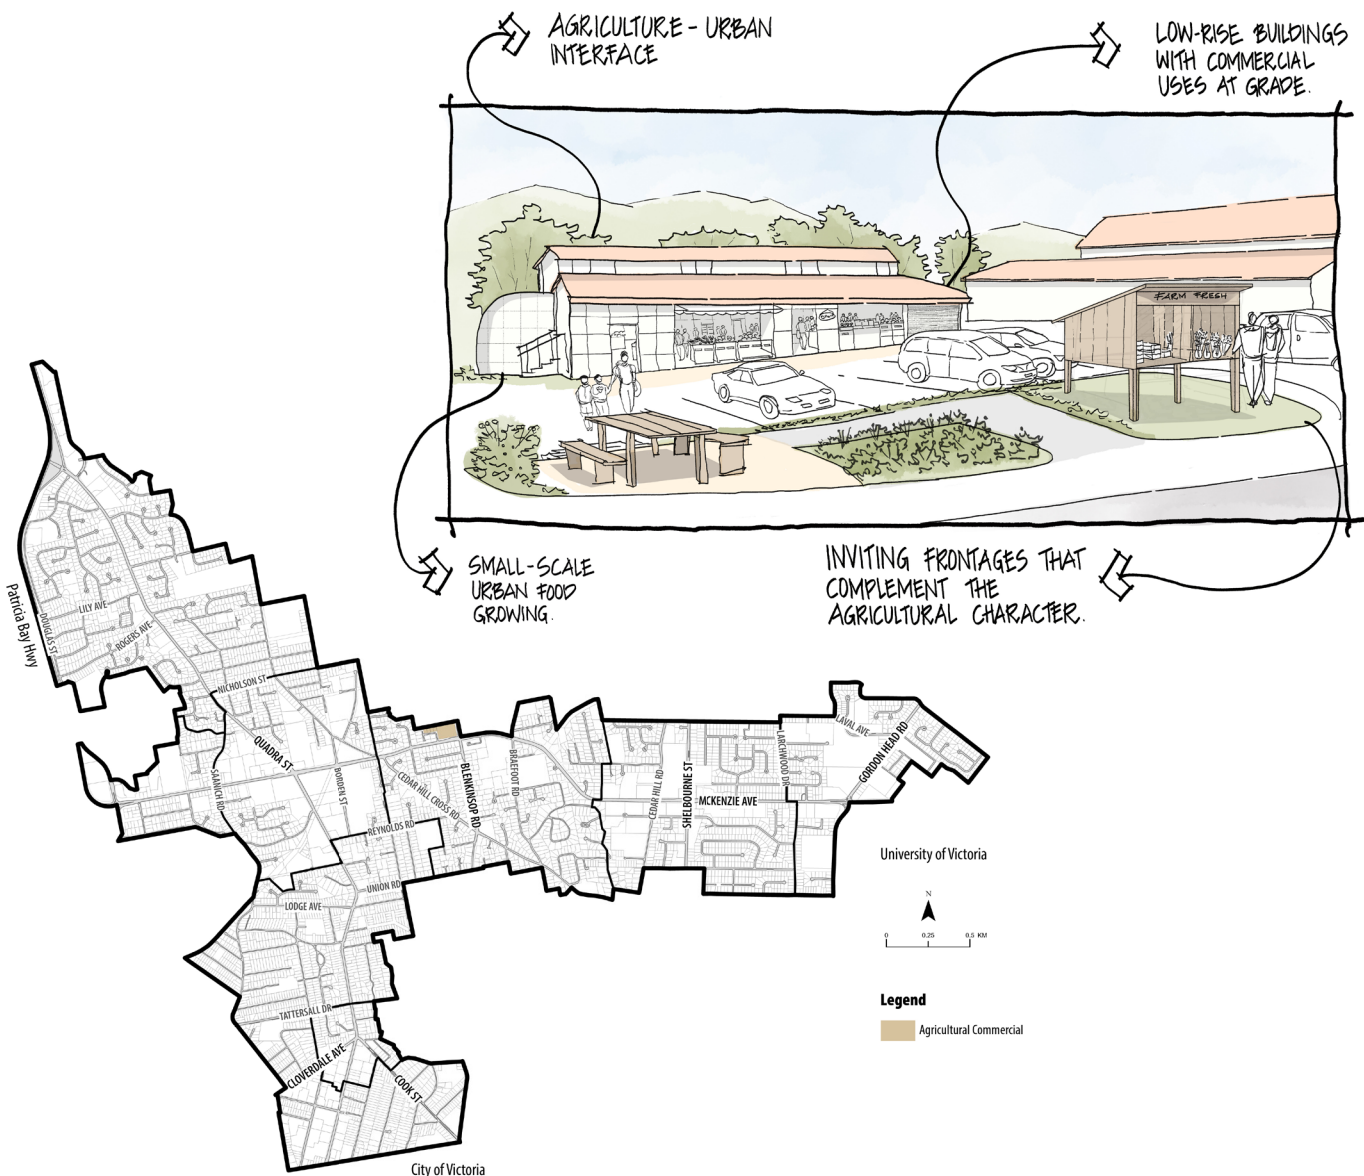 AGRICULTURE - URBAN
INTERFACE
LOW-RISE BUILDINGS
WITH COMMERCIAL
USES AT GRADE.
FARM FRESH
SMALL-SCALE
URBAN FOOD
GROWING.
INVITING FRONTAGES THAT
COMPLEMENT THE
AGRICULTURAL CHARACTER.
Patricia Bay Hwy
DOUGLAS ST
LILY AVE
ROGERS AVE
NICHOLSON ST
QUADRA ST
SAANICH RD
BORDEN ST
CEDAR HILL CROSS RD
BLENKINSOP RD
BRAEFOOT RD
REYNOLDS RD
CEDAR HILL RD
SHELBOURNE ST
MCKENZIE AVE
LARCHWOOD DR
LAVAL AVE
GORDON HEAD RD
UNION RD
LODGE AVE
TATTERSALL DR
CLOVERDALE AVE
COOK ST
City of Victoria
University of Victoria
N
0 0.25 0.5 KM
Legend
Agricultural Commercial